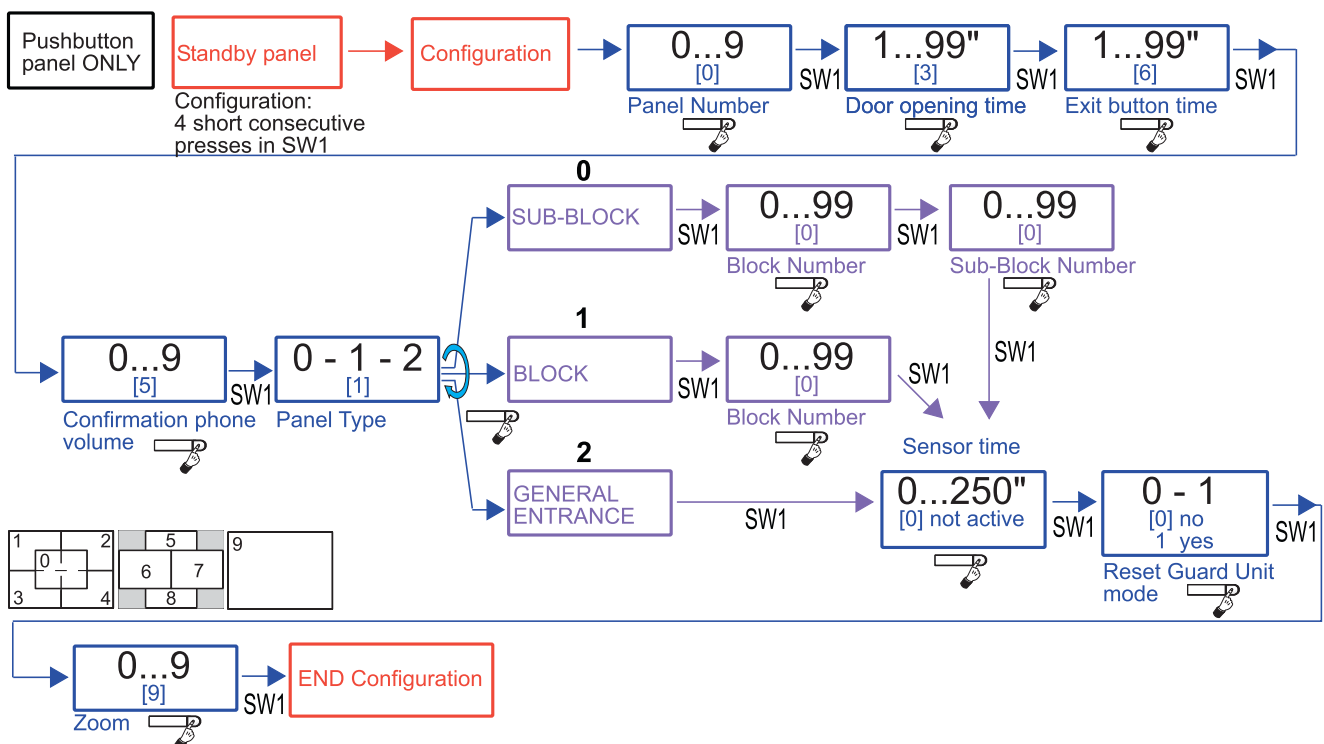 Pushbutton
panel ONLY
Standby panel
Configuration:
4 short consecutive
presses in SW1
Configuration
0...9
[0]
Panel Number
SW1
1...99"
[3]
Door opening time
SW1
1...99"
[6]
Exit button time
SW1
0...9
[5]
Confirmation phone
volume
SW1
0 - 1 - 2
[1]
Panel Type
0
SUB-BLOCK
SW1
0...99
[0]
Block Number
SW1
0...99
[0]
Sub-Block Number
SW1
1
BLOCK
SW1
0...99
[0]
Block Number
SW1
2
GENERAL
ENTRANCE
SW1
Sensor time
0...250"
[0] not active
SW1
0 - 1
[0] no
1 yes
Reset Guard Unit
mode
SW1
1
2
0
3
4
5
6
7
8
9
0...9
[9]
Zoom
SW1
END Configuration